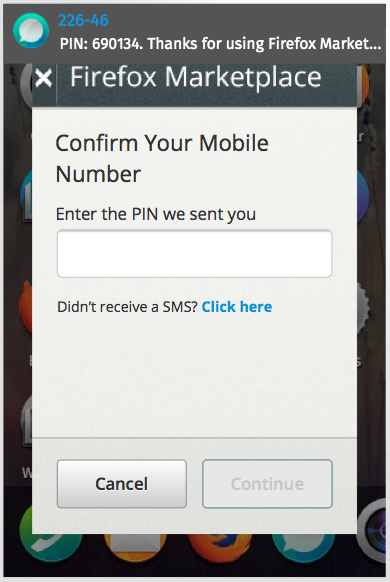 226-46
PIN: 690134. Thanks for using Firefox Market...
Firefox Marketplace
Confirm Your Mobile
Number
Enter the PIN we sent you
Didn't receive a SMS? Click here
Cancel
Continue